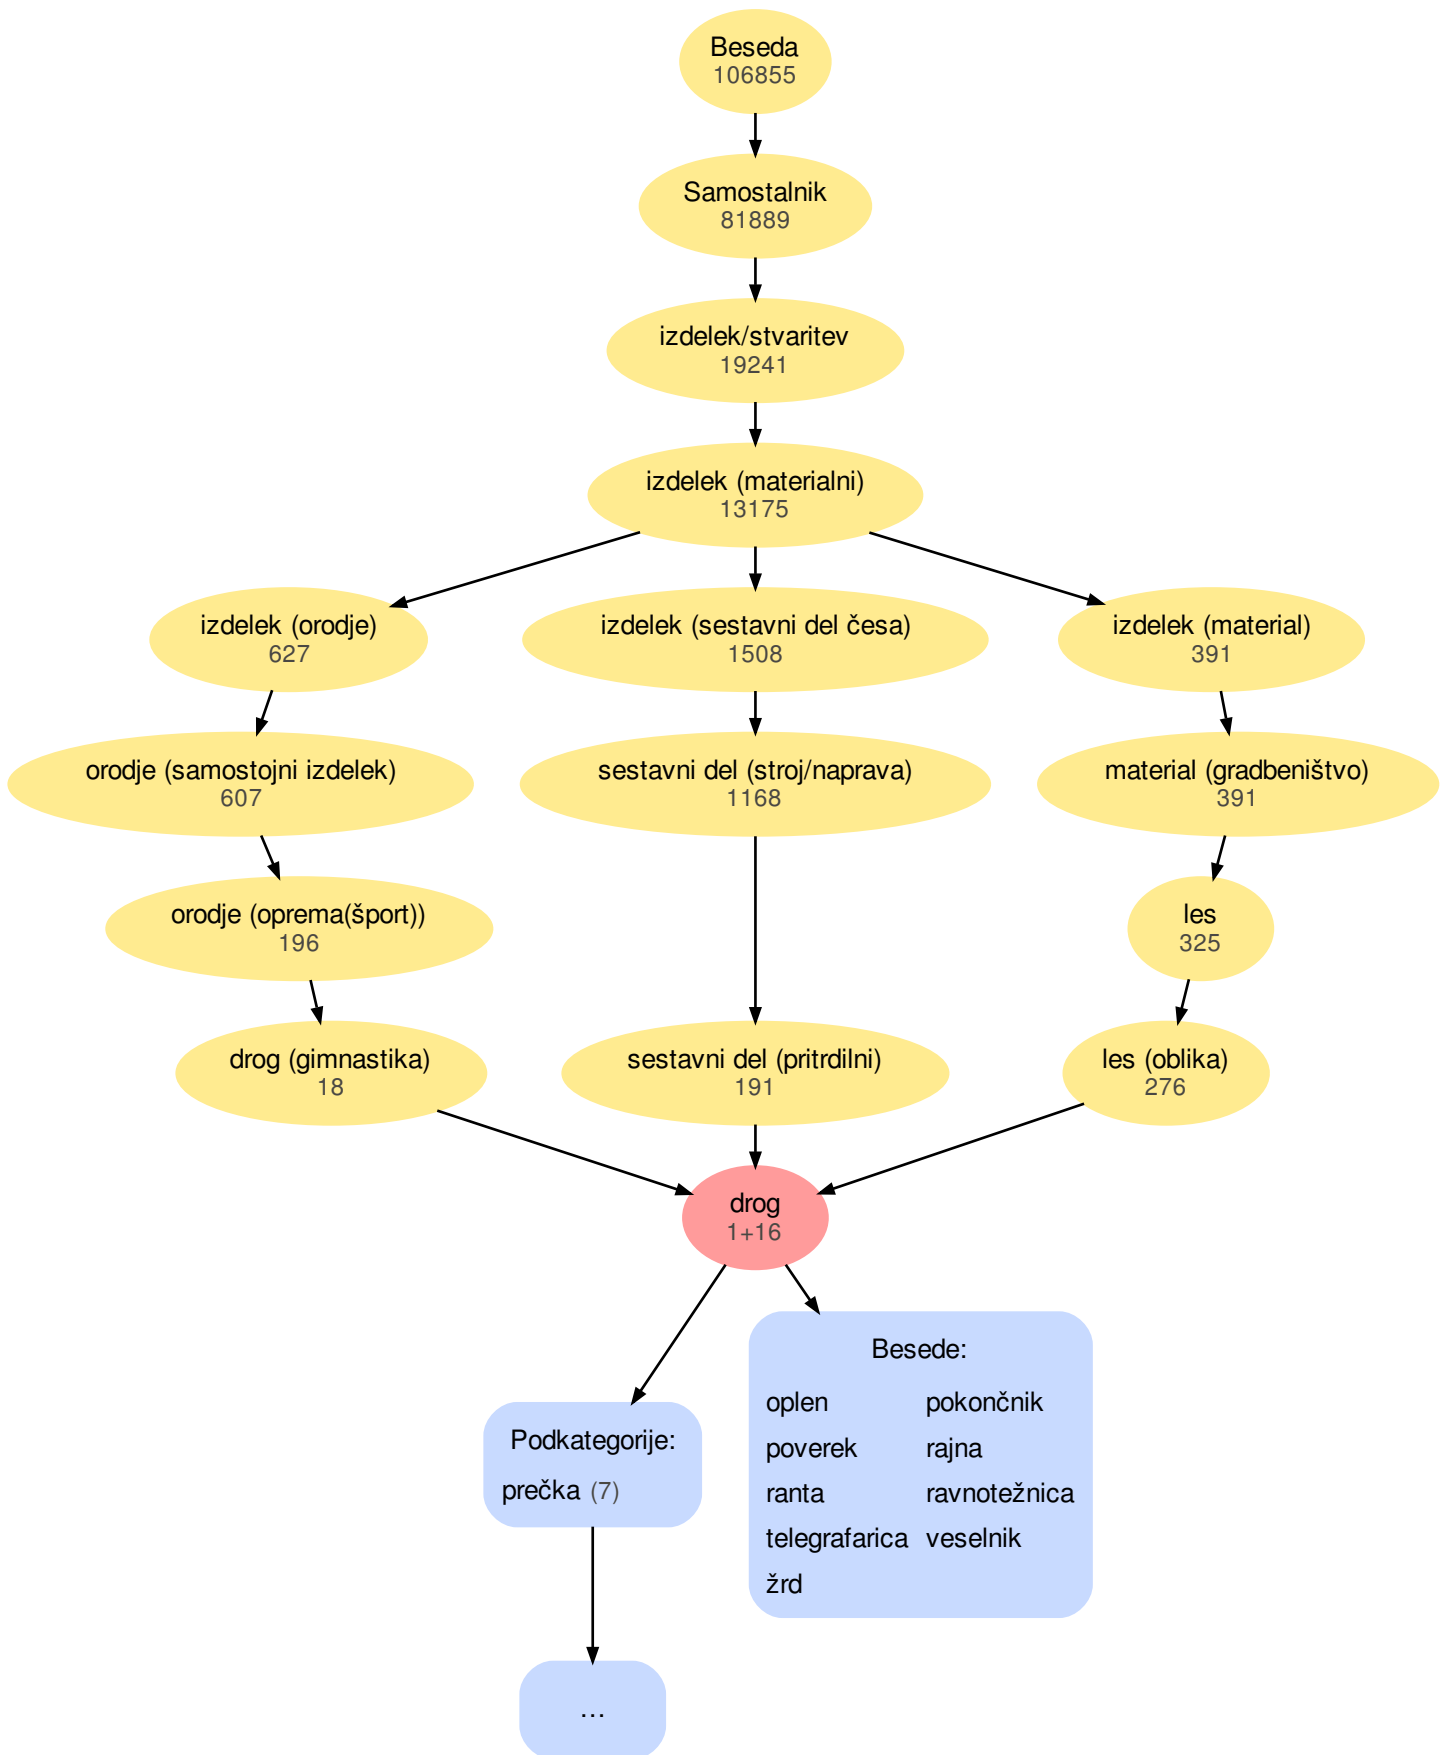 Beseda
106855
Samostalnik
81889
izdelek/stvaritev
19241
izdelek (materialni)
13175
izdelek (orodje)
627
izdelek (sestavni del česa)
1508
izdelek (material)
391
orodje (samostojni izdelek)
607
sestavni del (stroj/naprava)
1168
material (gradbeništvo)
391
orodje (oprema(šport))
196
les
325
drog (gimnastika)
18
sestavni del (pritrdilni)
191
les (oblika)
276
drog
1+16
Besede:
oplen pokončnik
poverek rajna
ranta ravnotežnica
telegrafarica veselnik
žrd
Podkategorije:
prečka (7)
...